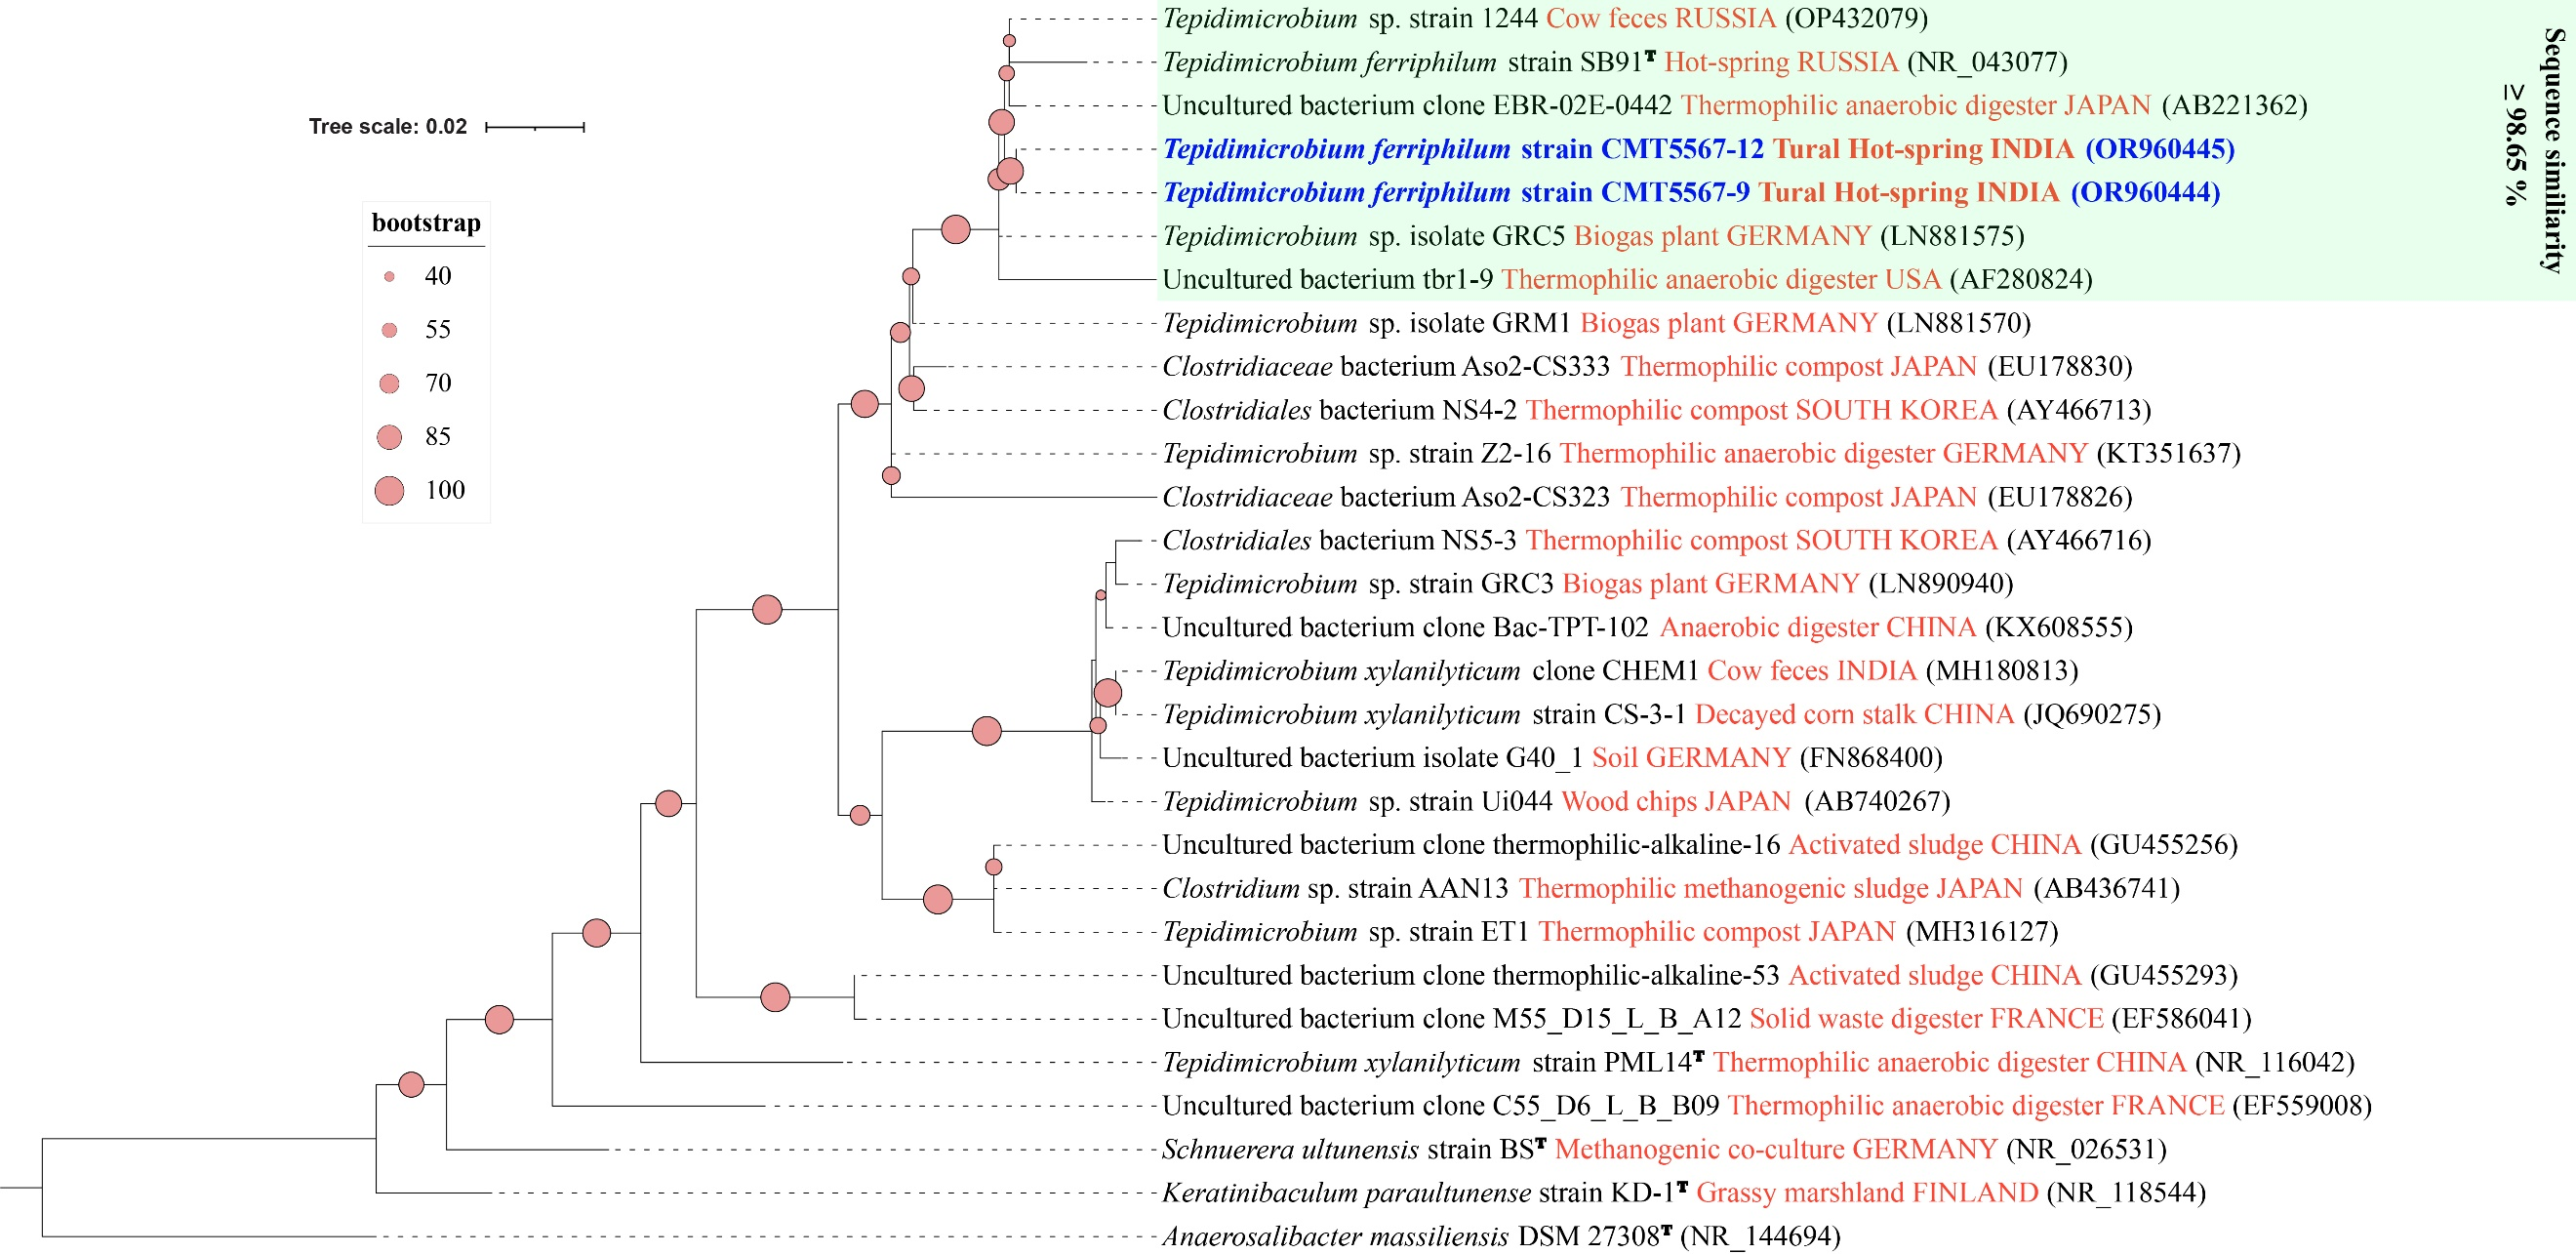 Tepidimicrobium sp. strain 1244 Cow feces RUSSIA (OP432079)
Tepidimicrobium ferriphilum strain SB91T Hot-spring RUSSIA (NR_043077)
Uncultured bacterium clone EBR-02E-0442 Thermophilic anaerobic digester JAPAN (AB221362)
Tepidimicrobium ferriphilum strain CMT5567-12 Tural Hot-spring INDIA (OR960445)
Tepidimicrobium ferriphilum strain CMT5567-9 Tural Hot-spring INDIA (OR960444)
Tepidimicrobium sp. isolate GRC5 Biogas plant GERMANY (LN881575)
Uncultured bacterium tbr1-9 Thermophilic anaerobic digester USA (AF280824)
Sequence similiarity
≥ 98.65 %
Tree scale: 0.02
bootstrap
40
55
70
85
100
Tepidimicrobium sp. isolate GRM1 Biogas plant GERMANY (LN881570)
Clostridiaceae bacterium Aso2-CS333 Thermophilic compost JAPAN (EU178830)
Clostridiales bacterium NS4-2 Thermophilic compost SOUTH KOREA (AY466713)
Tepidimicrobium sp. strain Z2-16 Thermophilic anaerobic digester GERMANY (KT351637)
Clostridiaceae bacterium Aso2-CS323 Thermophilic compost JAPAN (EU178826)
Clostridiales bacterium NS5-3 Thermophilic compost SOUTH KOREA (AY466716)
Tepidimicrobium sp. strain GRC3 Biogas plant GERMANY (LN890940)
Uncultured bacterium clone Bac-TPT-102 Anaerobic digester CHINA (KX608555)
Tepidimicrobium xylanilyticum clone CHEM1 Cow feces INDIA (MH180813)
Tepidimicrobium xylanilyticum strain CS-3-1 Decayed corn stalk CHINA (JQ690275)
Uncultured bacterium isolate G40_1 Soil GERMANY (FN868400)
Tepidimicrobium sp. strain Ui044 Wood chips JAPAN (AB740267)
Uncultured bacterium clone thermophilic-alkaline-16 Activated sludge CHINA (GU455256)
Clostridium sp. strain AAN13 Thermophilic methanogenic sludge JAPAN (AB436741)
Tepidimicrobium sp. strain ET1 Thermophilic compost JAPAN (MH316127)
Uncultured bacterium clone thermophilic-alkaline-53 Activated sludge CHINA (GU455293)
Uncultured bacterium clone M55_D15_L_B_A12 Solid waste digester FRANCE (EF586041)
Tepidimicrobium xylanilyticum strain PML14T Thermophilic anaerobic digester CHINA (NR_116042)
Uncultured bacterium clone C55_D6_L_B_B09 Thermophilic anaerobic digester FRANCE (EF559008)
Schnuerera ultunensis strain BST Methanogenic co-culture GERMANY (NR_026531)
Keratinibaculum paraultunense strain KD-1T Grassy marshland FINLAND (NR_118544)
Anaerosalibacter massiliensis DSM 27308T (NR_144694)